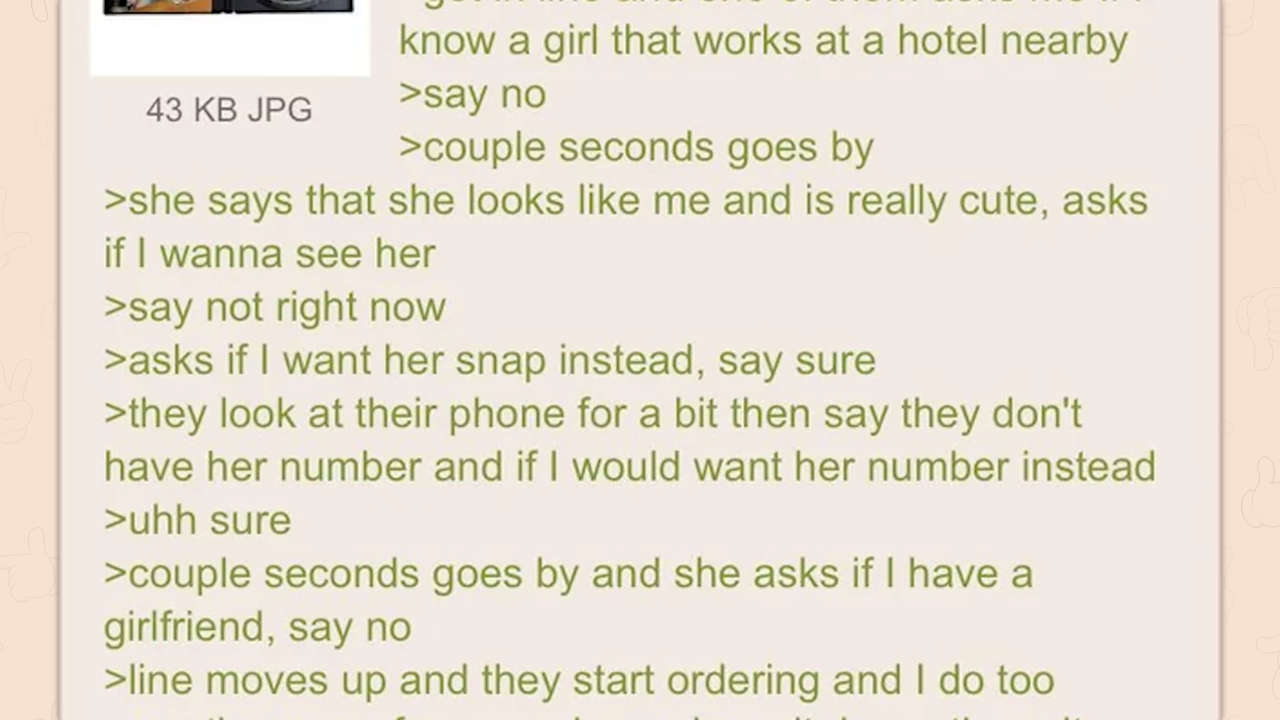 know a girl that works at a hotel nearby
43 KB JPG
>say no
>couple seconds goes by
>she says that she looks like me and is really cute, asks
if I wanna see her
>say not right now
>asks if I want her snap instead, say sure
>they look at their phone for a bit then say they don't
have her number and if I would want her number instead
>uhh sure
>couple seconds goes by and she asks if I have a
girlfriend, say no
>line moves up and they start ordering and I do too